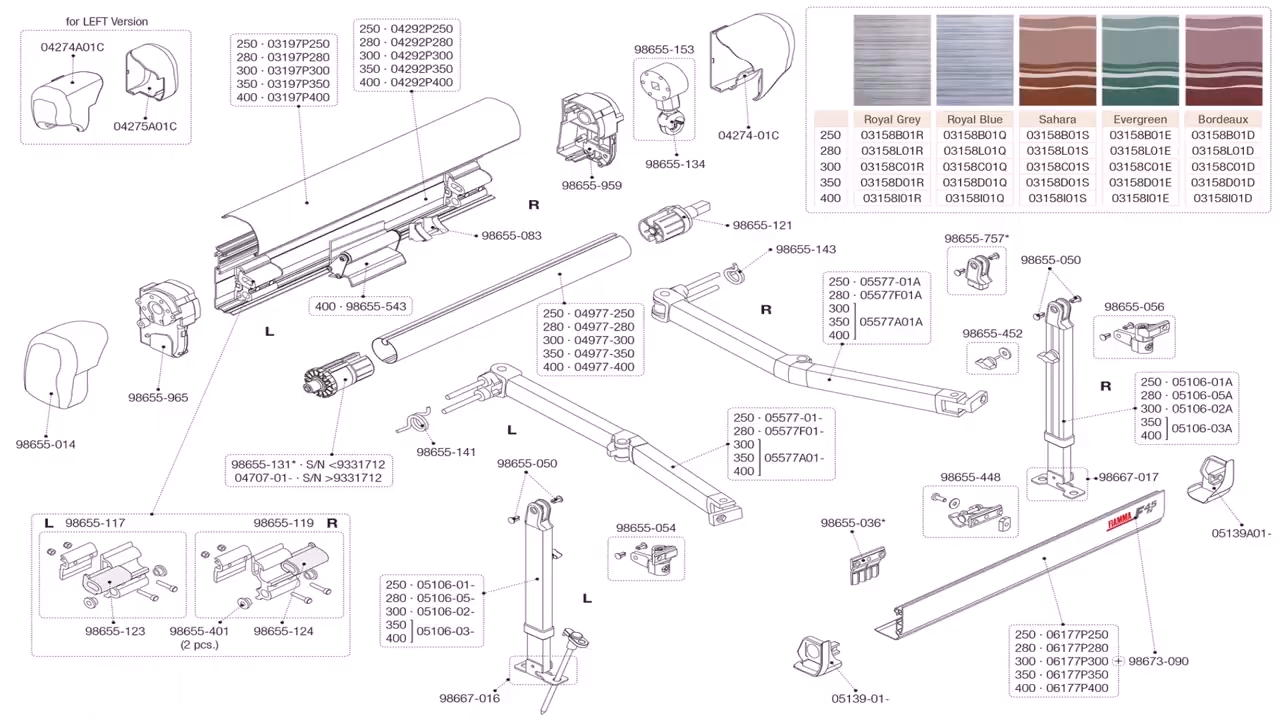 for LEFT Version
04274A01C
04275A01C
250 · 03197P250
280 · 03197P280
300 · 03197P300
350 · 03197P350
400 · 03197P400
250 · 04292P250
280 · 04292P280
300 · 04292P300
350 · 04292P350
400 · 04292P400
98655-153
98655-134
98655-959
04274-01C
Royal Grey Royal Blue Sahara Evergreen Bordeaux
250 03158B01R 03158B01Q 03158B01S 03158B01E 03158B01D
280 03158L01R 03158L01Q 03158L01S 03158L01E 03158L01D
300 03158C01R 03158C01Q 03158C01S 03158C01E 03158C01D
350 03158D01R 03158D01Q 03158D01S 03158D01E 03158D01D
400 03158I01R 03158I01Q 03158I01S 03158I01E 03158I01D
R
98655-083
98655-121
98655-143
400 · 98655-543
L
98655-965
98655-014
250 · 04977-250
280 · 04977-280
300 · 04977-300
350 · 04977-350
400 · 04977-400
R
250 · 05577-01A
280 · 05577F01A
300
350 05577A01A
400
98655-757*
98655-050
98655-056
98655-452
R
250 · 05106-01A
280 · 05106-05A
300 · 05106-02A
350
400 05106-03A
98655-131* · S/N <9331712
04707-01- · S/N >9331712
98655-141
L
250 · 05577-01-
280 · 05577F01-
300
350 05577A01-
400
98655-050
98655-054
98655-448
98667-017
05139A01-
L 98655-117
98655-119 R
98655-123
98655-401
(2 pcs.)
98655-124
250 · 05106-01-
280 · 05106-05-
300 · 05106-02-
350
400 05106-03-
L
98667-016
98655-036*
FIAMMA F45
05139-01-
250 · 06177P250
280 · 06177P280
300 · 06177P300 + 98673-090
350 · 06177P350
400 · 06177P400